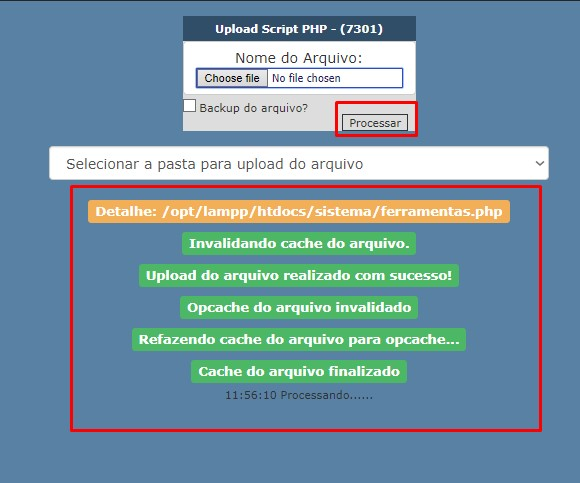 Upload Script PHP - (7301)
Nome do Arquivo:
Choose file No file chosen
Backup do arquivo?
Processar
Selecionar a pasta para upload do arquivo
Detalhe: /opt/lampp/htdocs/sistema/ferramentas.php
Invalidando cache do arquivo.
Upload do arquivo realizado com sucesso!
Opcache do arquivo invalidado
Refazendo cache do arquivo para opcache...
Cache do arquivo finalizado
11:56:10 Processando......